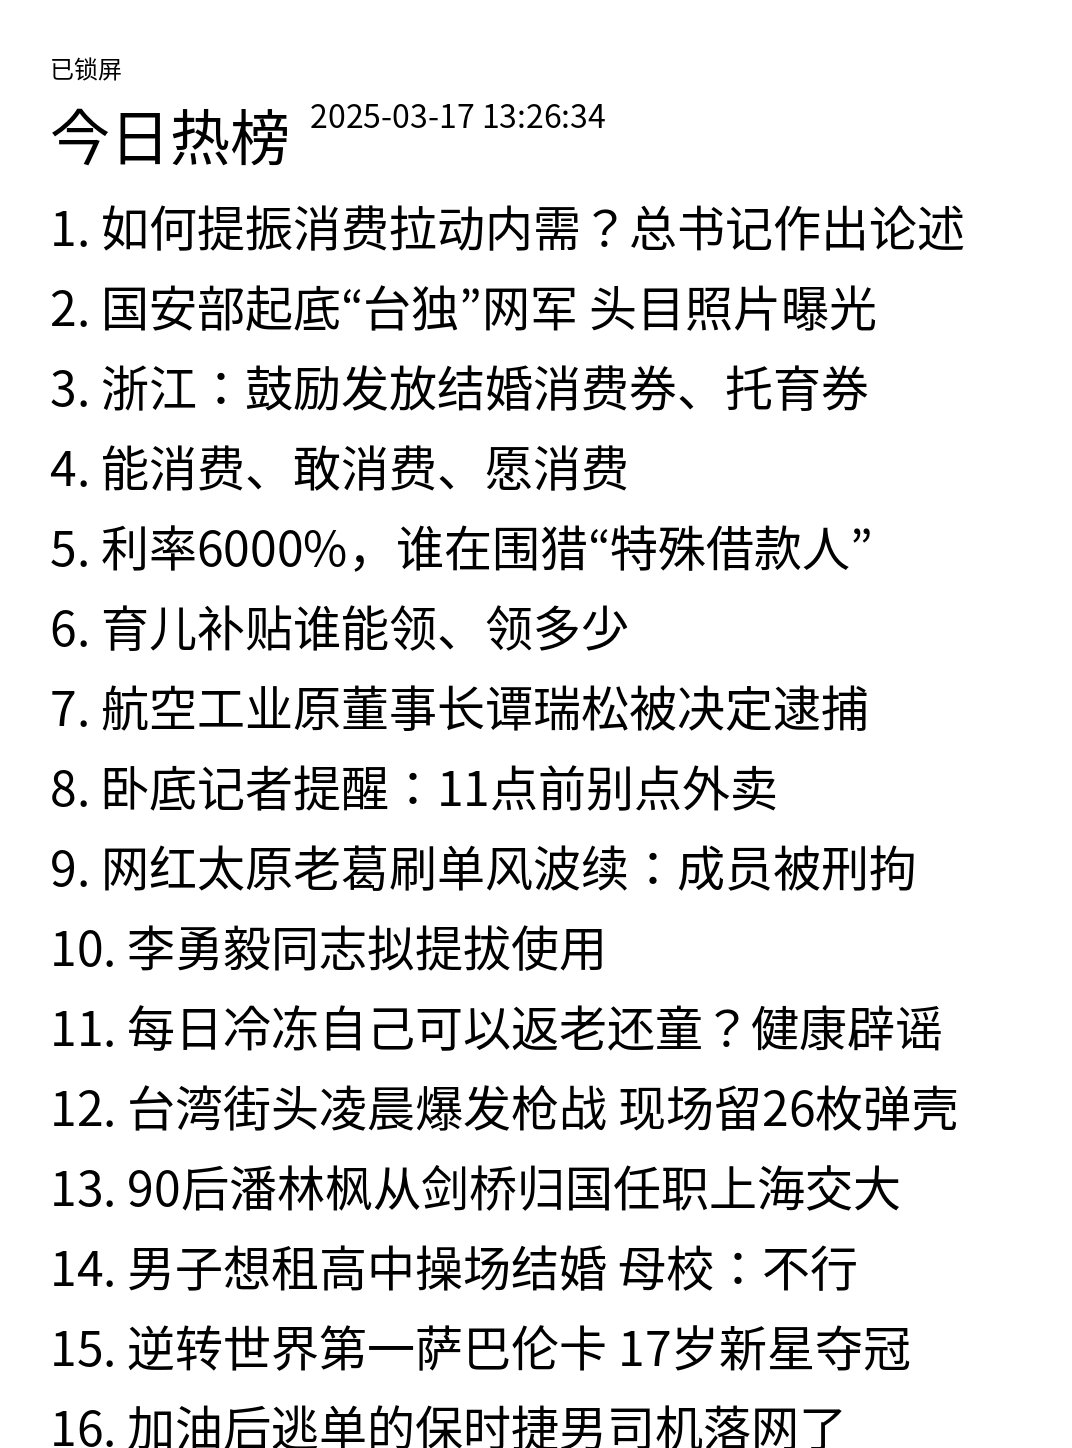 已锁屏
今日热榜 2025-03-17 13:26:34
1. 如何提振消费拉动内需？总书记作出论述
2. 国安部起底“台独”网军 头目照片曝光
3. 浙江：鼓励发放结婚消费券、托育券
4. 能消费、敢消费、愿消费
5. 利率6000%，谁在围猎“特殊借款人”
6. 育儿补贴谁能领、领多少
7. 航空工业原董事长谭瑞松被决定逮捕
8. 卧底记者提醒：11点前别点外卖
9. 网红太原老葛刷单风波续：成员被刑拘
10. 李勇毅同志拟提拔使用
11. 每日冷冻自己可以返老还童？健康辟谣
12. 台湾街头凌晨爆发枪战 现场留26枚弹壳
13. 90后潘林枫从剑桥归国任职上海交大
14. 男子想租高中操场结婚 母校：不行
15. 逆转世界第一萨巴伦卡 17岁新星夺冠
16. 加油后逃单的保时捷男司机落网了